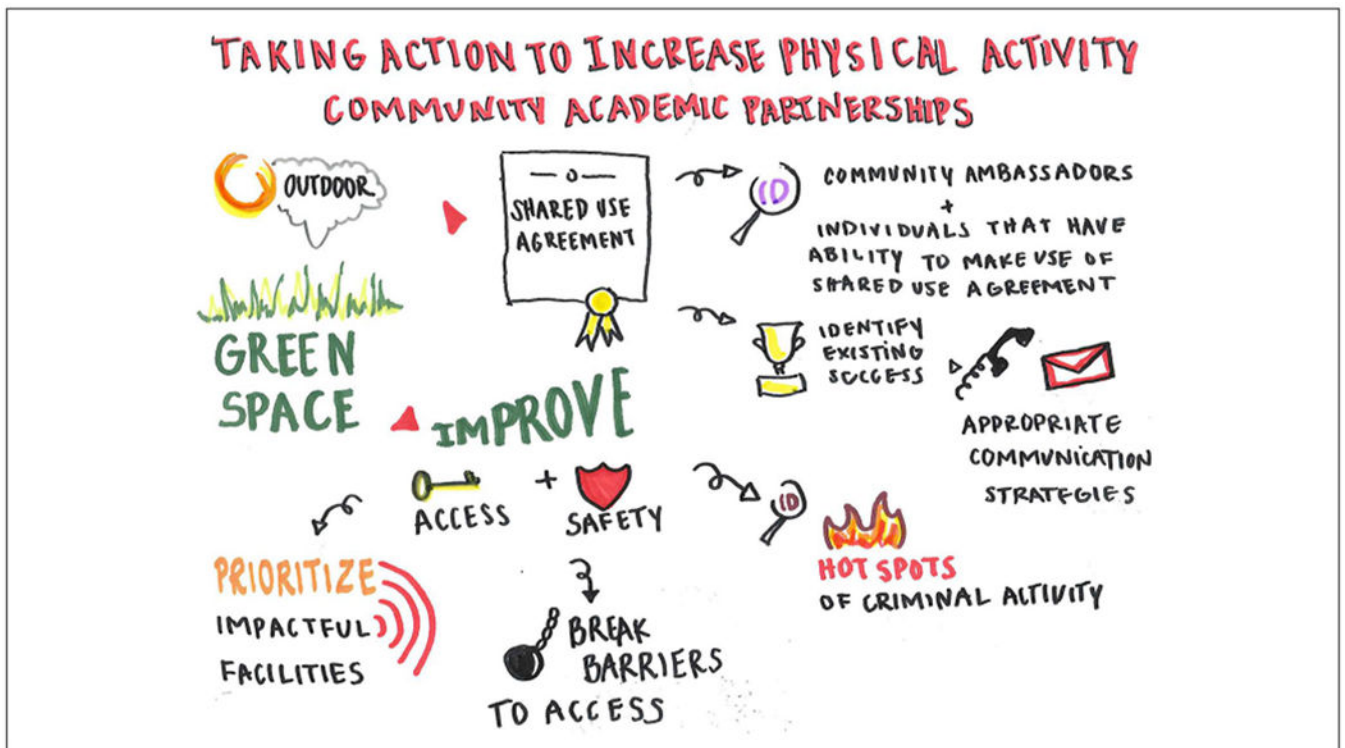 TAKING ACTION TO INCREASE PHYSICAL ACTIVITY
COMMUNITY ACADEMIC PARTNERSHIPS
OUTDOOR
GREEN
SPACE
SHARED USE
AGREEMENT
ID
COMMUNITY AMBASSADORS
+
INDIVIDUALS THAT HAVE
ABILITY TO MAKE USE OF
SHARED USE AGREEMENT
IDENTIFY
EXISTING
SUCCESS
APPROPRIATE
COMMUNICATION
STRATEGIES
IMPROVE
ACCESS
+
SAFETY
PRIORITIZE
IMPACTFUL
FACILITIES
BREAK
BARRIERS
TO ACCESS
ID
HOT SPOTS
OF CRIMINAL ACTIVITY